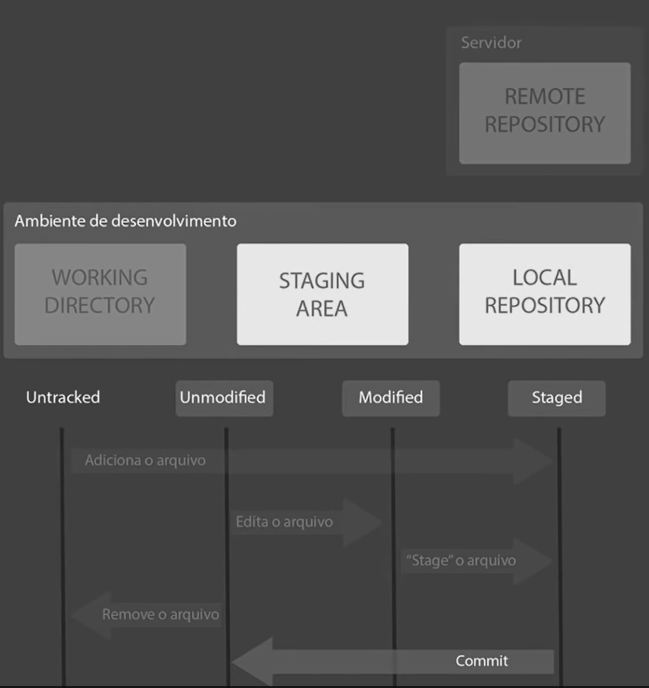 Servidor
REMOTE
REPOSITORY
Ambiente de desenvolvimento
WORKING
DIRECTORY
STAGING
AREA
LOCAL
REPOSITORY
Untracked
Unmodified
Modified
Staged
Adiciona o arquivo
Edita o arquivo
"Stage" o arquivo
Remove o arquivo
Commit